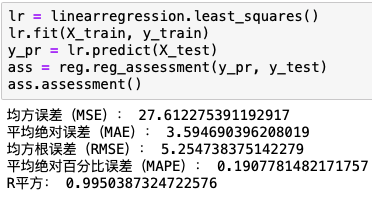 lr = linearregression.least_squares()
lr.fit(X_train, y_train)
y_pr = lr.predict(X_test)
ass = reg.reg_assessment(y_pr, y_test)
ass.assessment()
均方误差（MSE）： 27.612275391192917
平均绝对误差（MAE）： 3.594690396208019
均方根误差（RMSE）： 5.254738375142279
平均绝对百分比误差（MAPE）： 0.1907781482171757
R平方： 0.9950387324722576